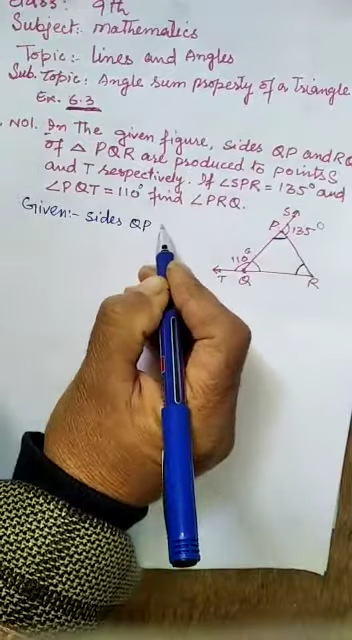 Class: 9th
Subject: mathematics
Topic:- Lines and Angles
Sub. Topic: Angle sum property of a Triangle
Ex. 6.3
No1. In the given figure, sides QP and RQ
of △ PQR are produced to points S
and T respectively. If ∠SPR = 135° and
∠PQT = 110° find ∠PRQ.
Given:- sides QP
S
P
135°
110°
T
Q
R